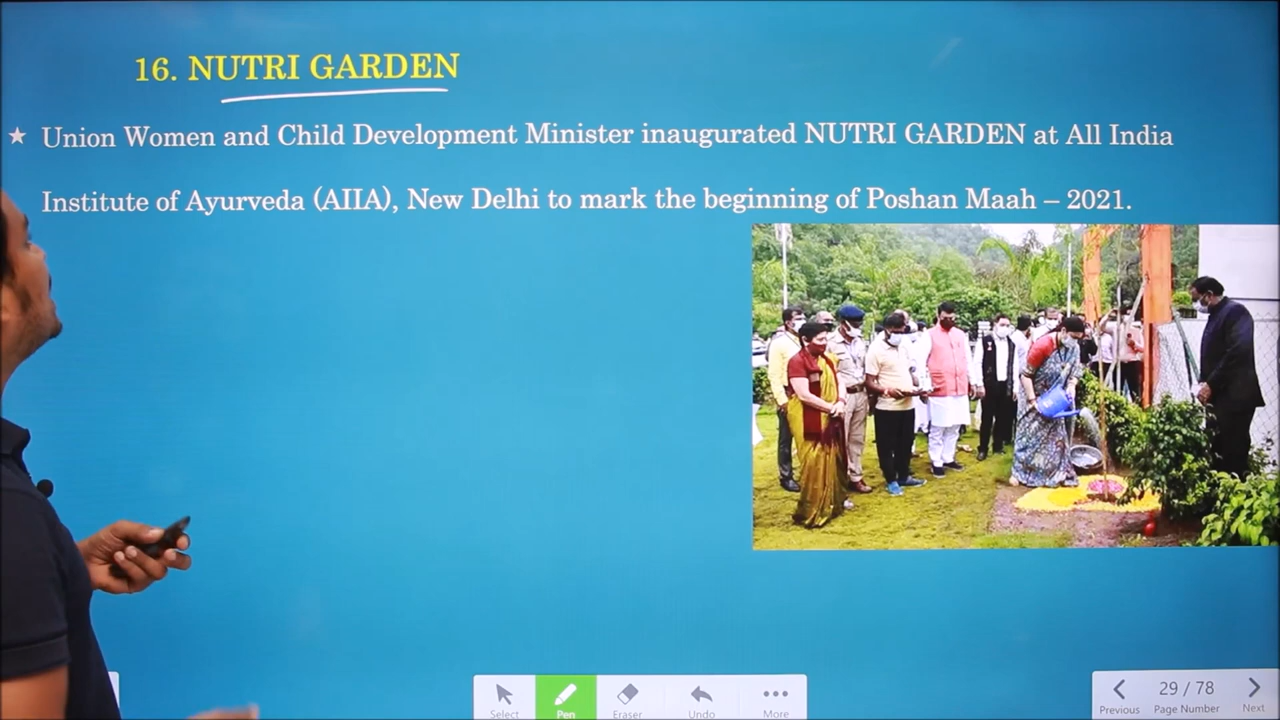 16. NUTRI GARDEN
★ Union Women and Child Development Minister inaugurated NUTRI GARDEN at All India
Institute of Ayurveda (AIIA), New Delhi to mark the beginning of Poshan Maah – 2021.
Select Pen Eraser Undo More
29 / 78
Previous Page Number Next